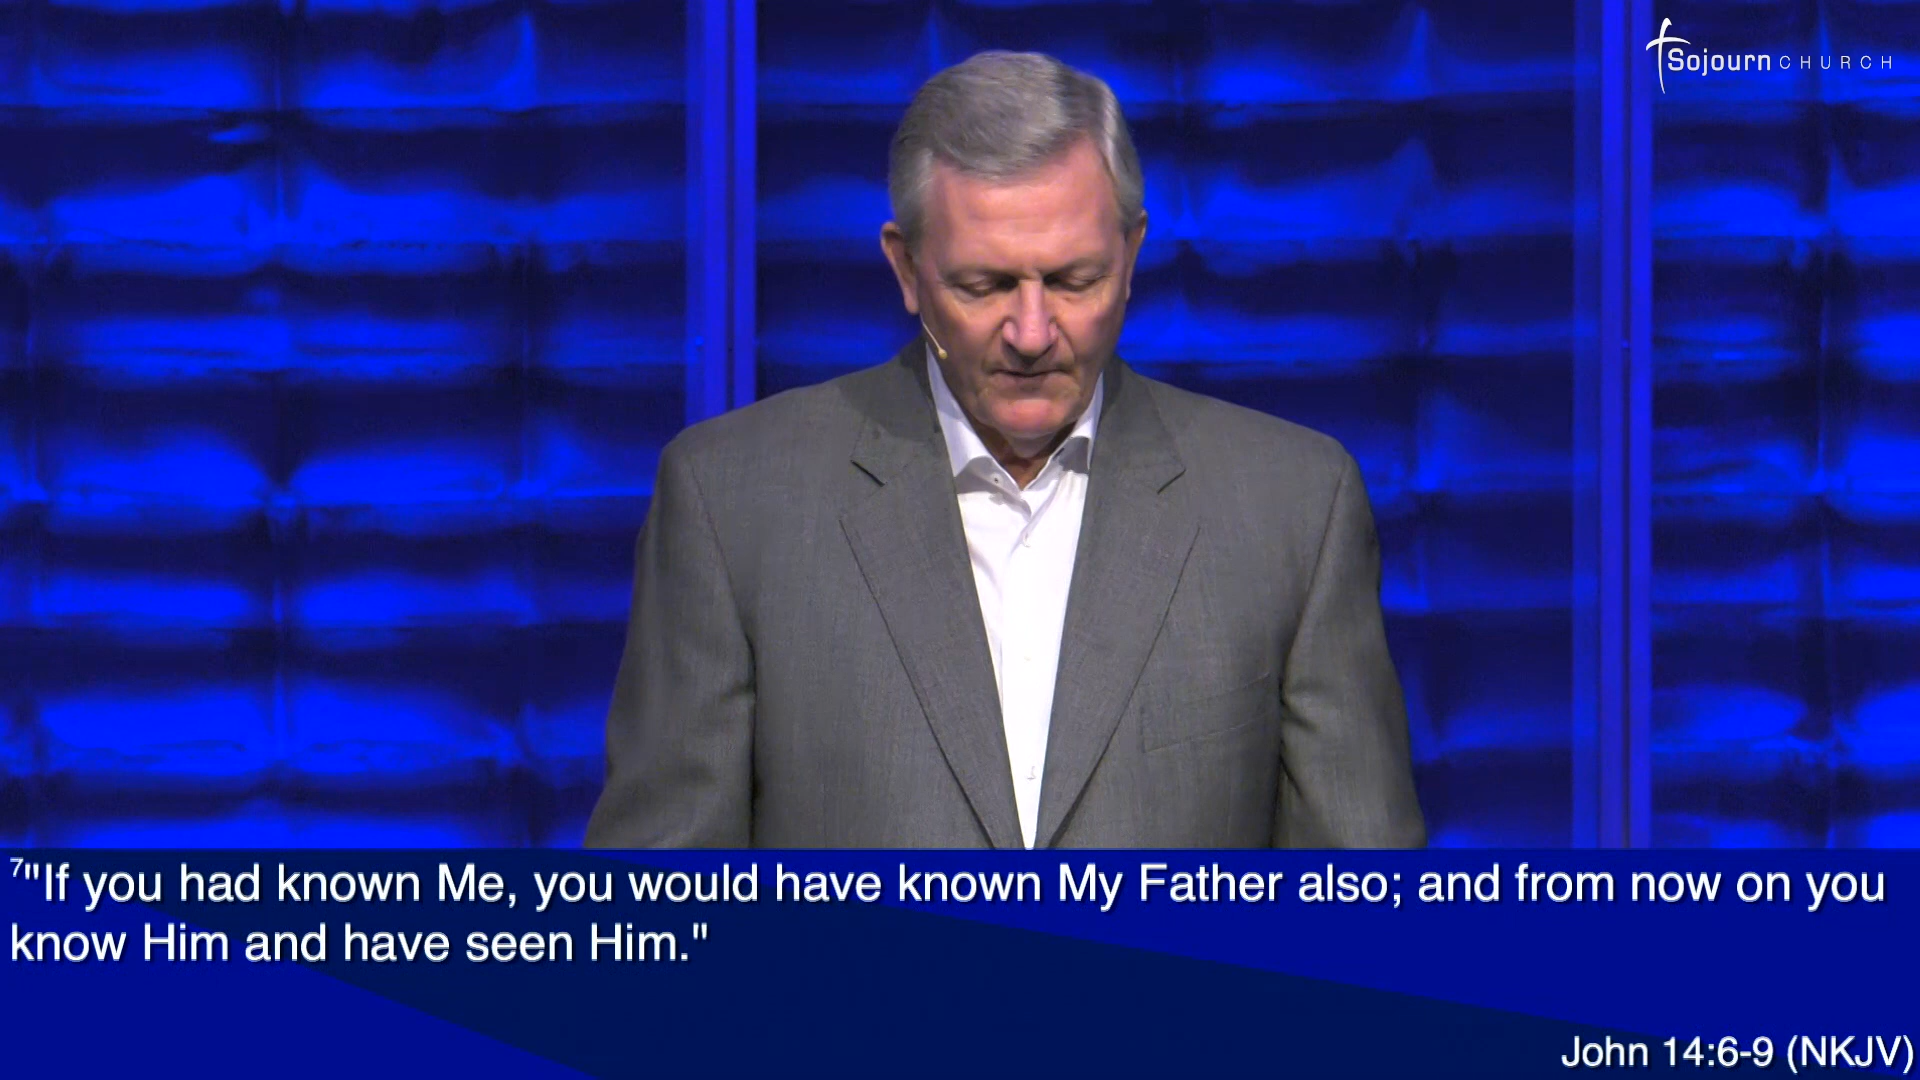 Sojourn CHURCH
7"If you had known Me, you would have known My Father also; and from now on you
know Him and have seen Him."
John 14:6-9 (NKJV)